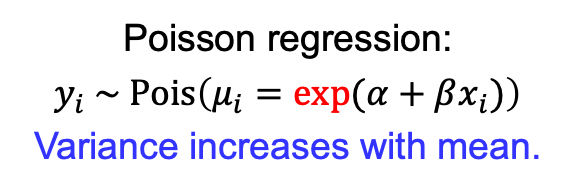 Poisson regression:
𝑦ᵢ ~ Pois(𝜇ᵢ = exp(𝛼 + 𝛽𝑥ᵢ))
Variance increases with mean.